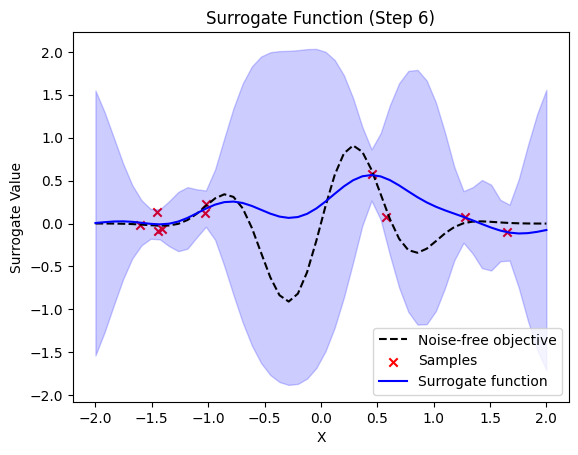 Surrogate Function (Step 6)
Surrogate Value
2.0
1.5
1.0
0.5
0.0
−0.5
−1.0
−1.5
−2.0
Noise-free objective
Samples
Surrogate function
−2.0 −1.5 −1.0 −0.5 0.0 0.5 1.0 1.5 2.0
X